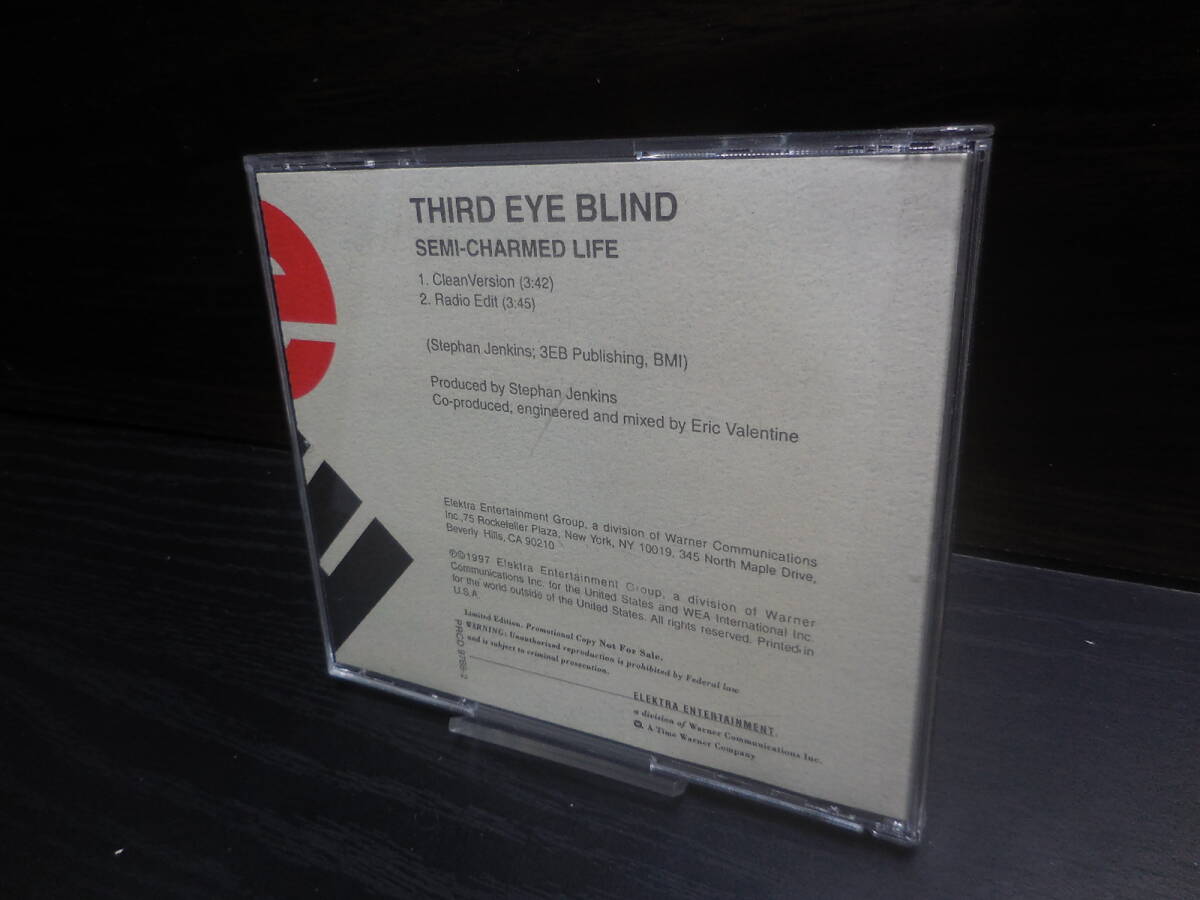 THIRD EYE BLIND
SEMI-CHARMED LIFE
1. CleanVersion (3:42)
2. Radio Edit (3:45)
(Stephan Jenkins; 3EB Publishing, BMI)
Produced by Stephan Jenkins
Co-produced, engineered and mixed by Eric Valentine
Elektra Entertainment Group, a division of Warner Communications
Inc.,75 Rockefeller Plaza, New York, NY 10019, 345 North Maple Drive,
Beverly Hills, CA 90210
℗©1997 Elektra Entertainment Group, a division of Warner
Communications Inc. for the United States and WEA International Inc.
for the world outside of the United States. All rights reserved. Printed in
U.S.A.
Limited Edition. Promotional Copy Not For Sale.
WARNING: Unauthorized reproduction is prohibited by Federal law
and is subject to criminal prosecution.
PRCD 9768-2
ELEKTRA ENTERTAINMENT,
a division of Warner Communications Inc.
A Time Warner Company